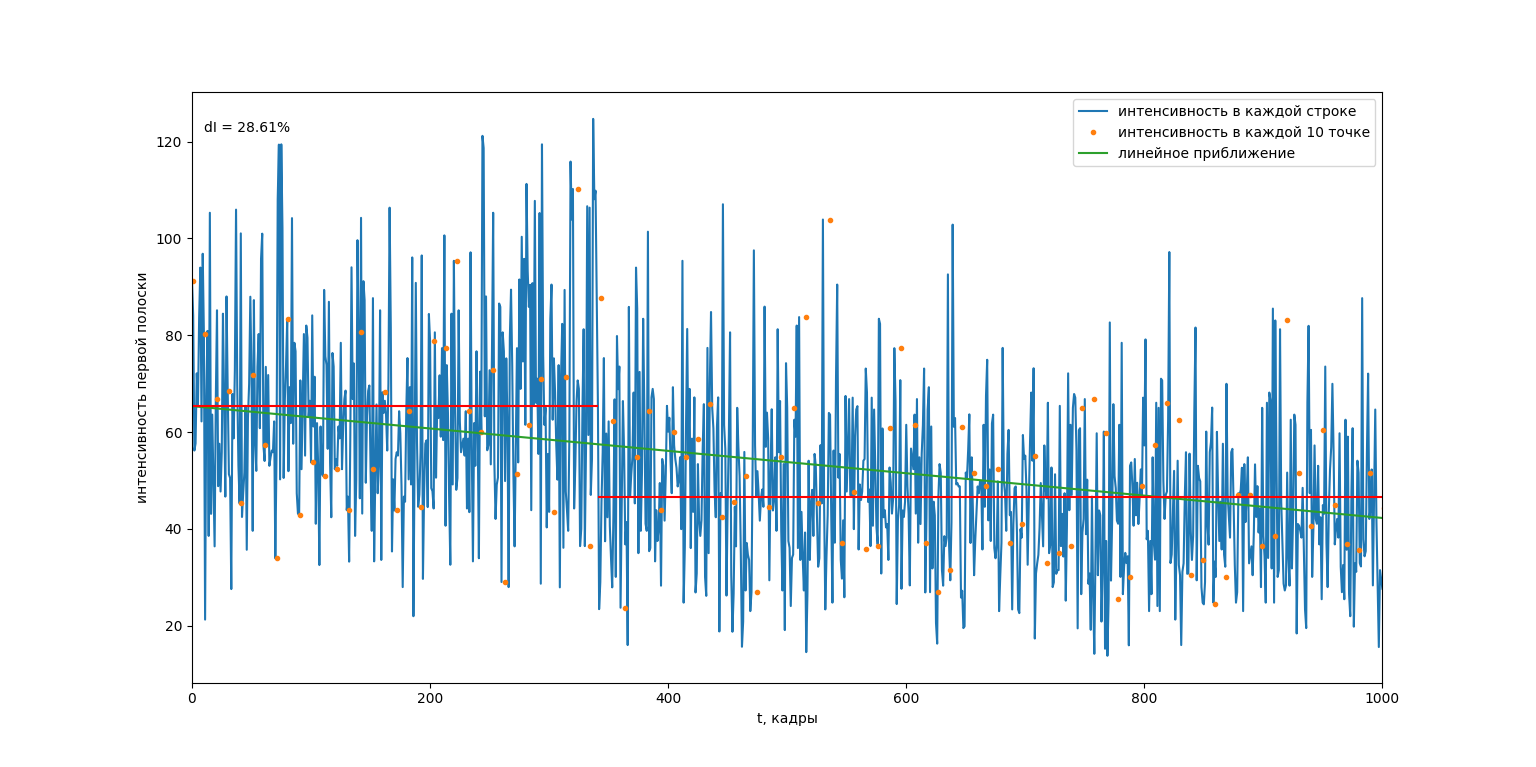 dI = 28.61%
интенсивность в каждой строке
интенсивность в каждой 10 точке
линейное приближение
интенсивность первой полоски
120
100
80
60
40
20
0
200
400
600
800
1000
t, кадры